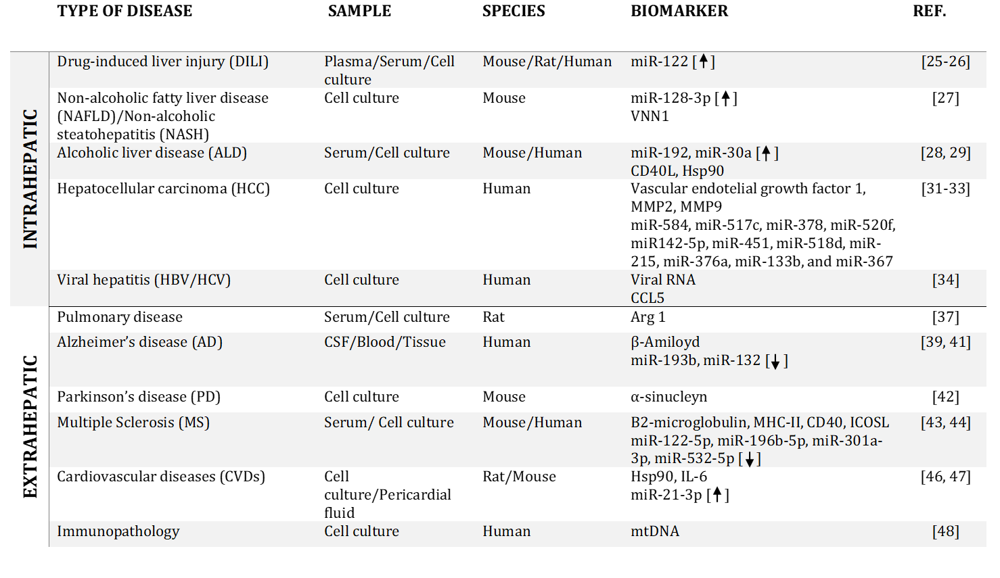 TYPE OF DISEASE SAMPLE SPECIES BIOMARKER REF.
INTRAHEPATIC
Drug-induced liver injury (DILI) Plasma/Serum/Cell Mouse/Rat/Human miR-122 [↑] [25-26]
culture
Non-alcoholic fatty liver disease Cell culture Mouse miR-128-3p [↑] [27]
(NAFLD)/Non-alcoholic VNN1
steatohepatitis (NASH)
Alcoholic liver disease (ALD) Serum/Cell culture Mouse/Human miR-192, miR-30a [↑] [28, 29]
CD40L, Hsp90
Hepatocellular carcinoma (HCC) Cell culture Human Vascular endotelial growth factor 1, [31-33]
MMP2, MMP9
miR-584, miR-517c, miR-378, miR-520f,
miR142-5p, miR-451, miR-518d, miR-
215, miR-376a, miR-133b, and miR-367
Viral hepatitis (HBV/HCV) Cell culture Human Viral RNA [34]
CCL5
EXTRAHEPATIC
Pulmonary disease Serum/Cell culture Rat Arg 1 [37]
Alzheimer’s disease (AD) CSF/Blood/Tissue Human β-Amiloyd [39, 41]
miR-193b, miR-132 [↓]
Parkinson’s disease (PD) Cell culture Mouse α-sinucleyn [42]
Multiple Sclerosis (MS) Serum/ Cell culture Mouse/Human B2-microglobulin, MHC-II, CD40, ICOSL [43, 44]
miR-122-5p, miR-196b-5p, miR-301a-
3p, miR-532-5p [↓]
Cardiovascular diseases (CVDs) Cell Rat/Mouse Hsp90, IL-6 [46, 47]
culture/Pericardial miR-21-3p [↑]
fluid
Immunopathology Cell culture Human mtDNA [48]